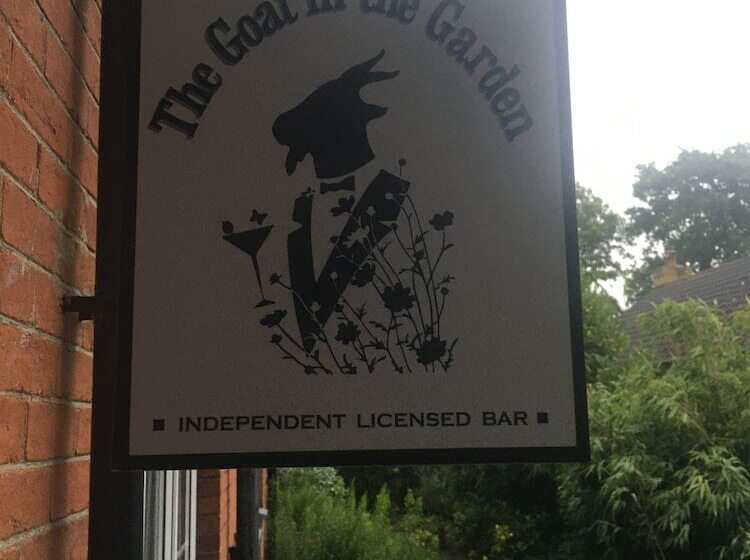 The Goat in the Garden
▪ INDEPENDENT LICENSED BAR ▪